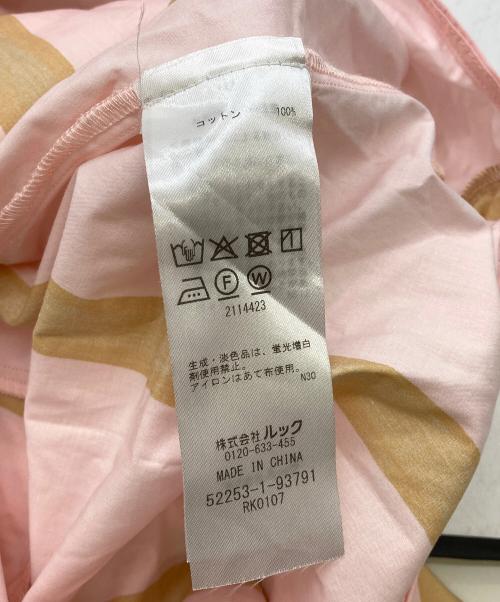 コットン 100%
F W
2114423
生成・淡色品は、蛍光増白
剤使用禁止。
アイロンはあて布使用。
N30
株式会社ルック
0120-633-455
MADE IN CHINA
52253-1-93791
RK0107